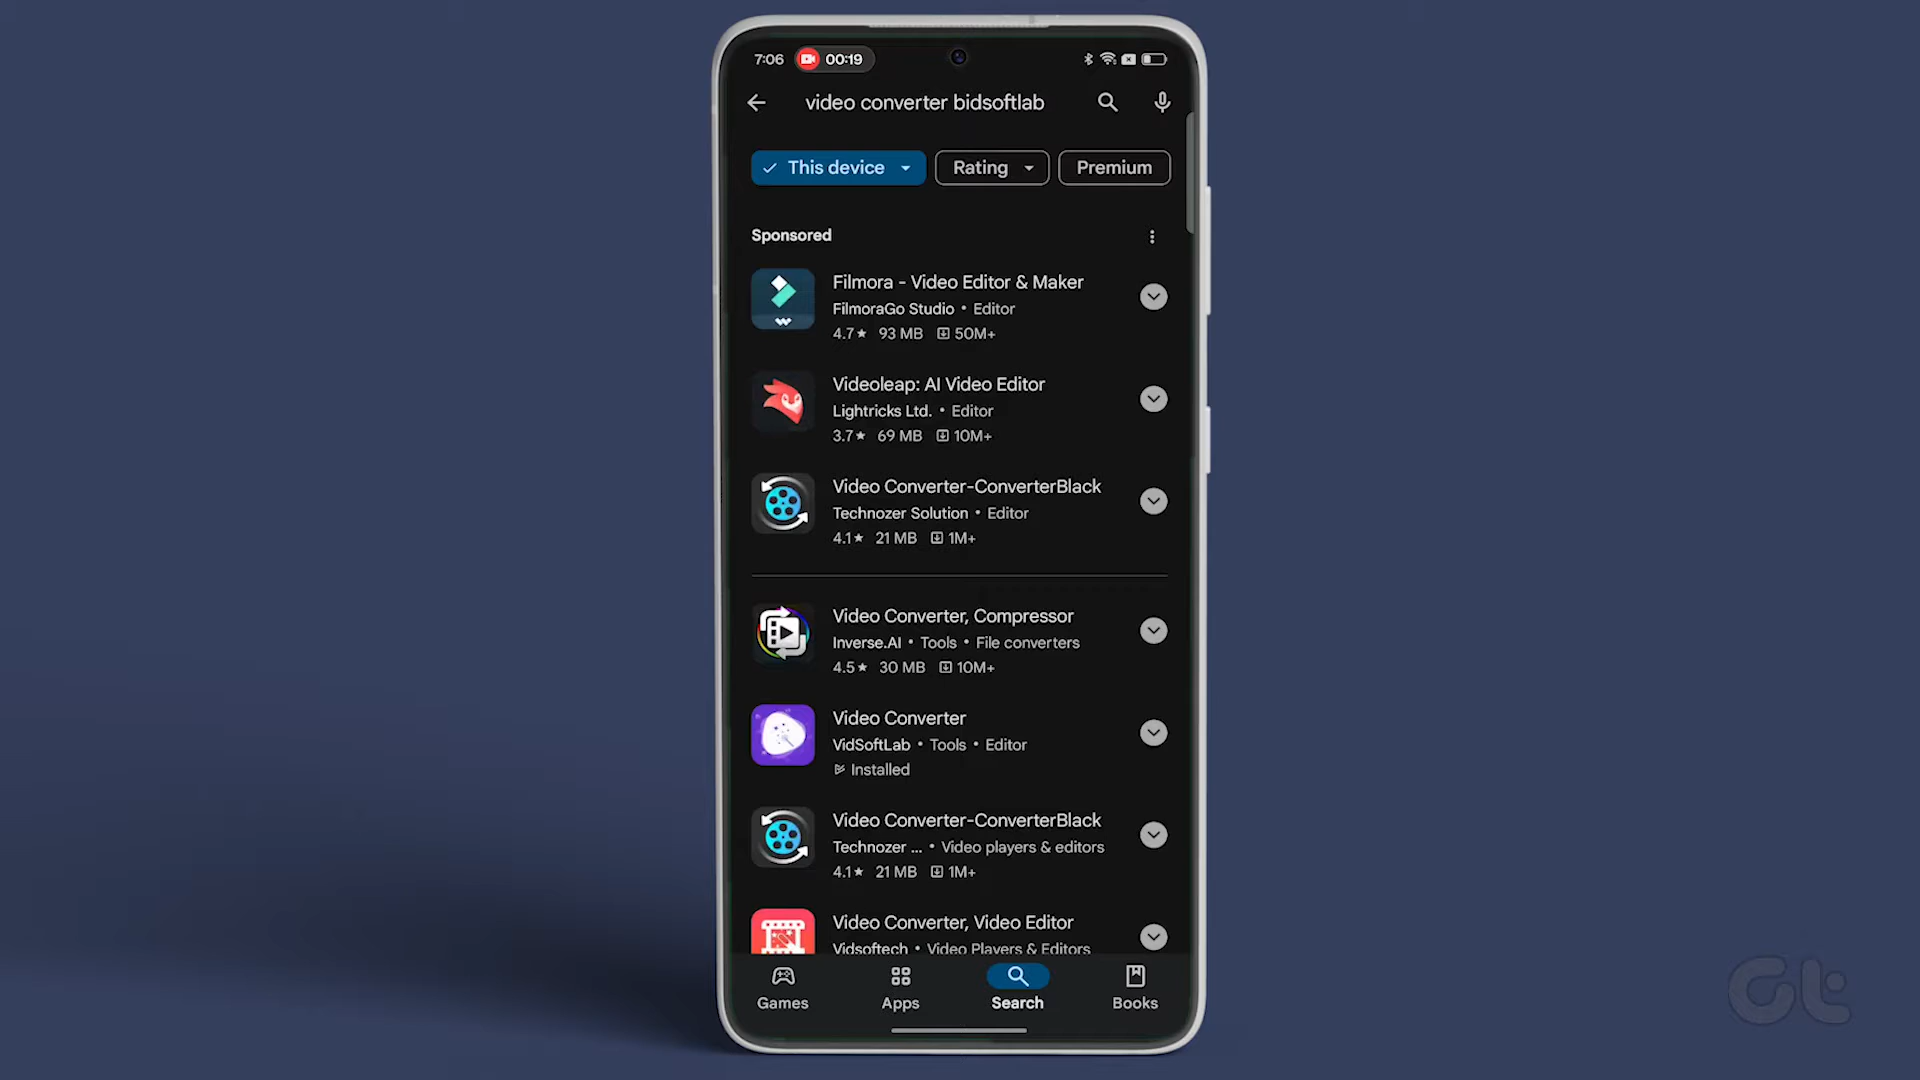 7:06 00:19
video converter bidsoftlab
This device Rating Premium
Sponsored
Filmora - Video Editor & Maker
FilmoraGo Studio • Editor
4.7★ 93 MB 50M+
Videoleap: AI Video Editor
Lightricks Ltd. • Editor
3.7★ 69 MB 10M+
Video Converter-ConverterBlack
Technozer Solution • Editor
4.1★ 21 MB 1M+
Video Converter, Compressor
Inverse.AI • Tools • File converters
4.5★ 30 MB 10M+
Video Converter
VidSoftLab • Tools • Editor
Installed
Video Converter-ConverterBlack
Technozer ... • Video players & editors
4.1★ 21 MB 1M+
Video Converter, Video Editor
Vidsoftech • Video Players & Editors
Games Apps Search Books
Gt